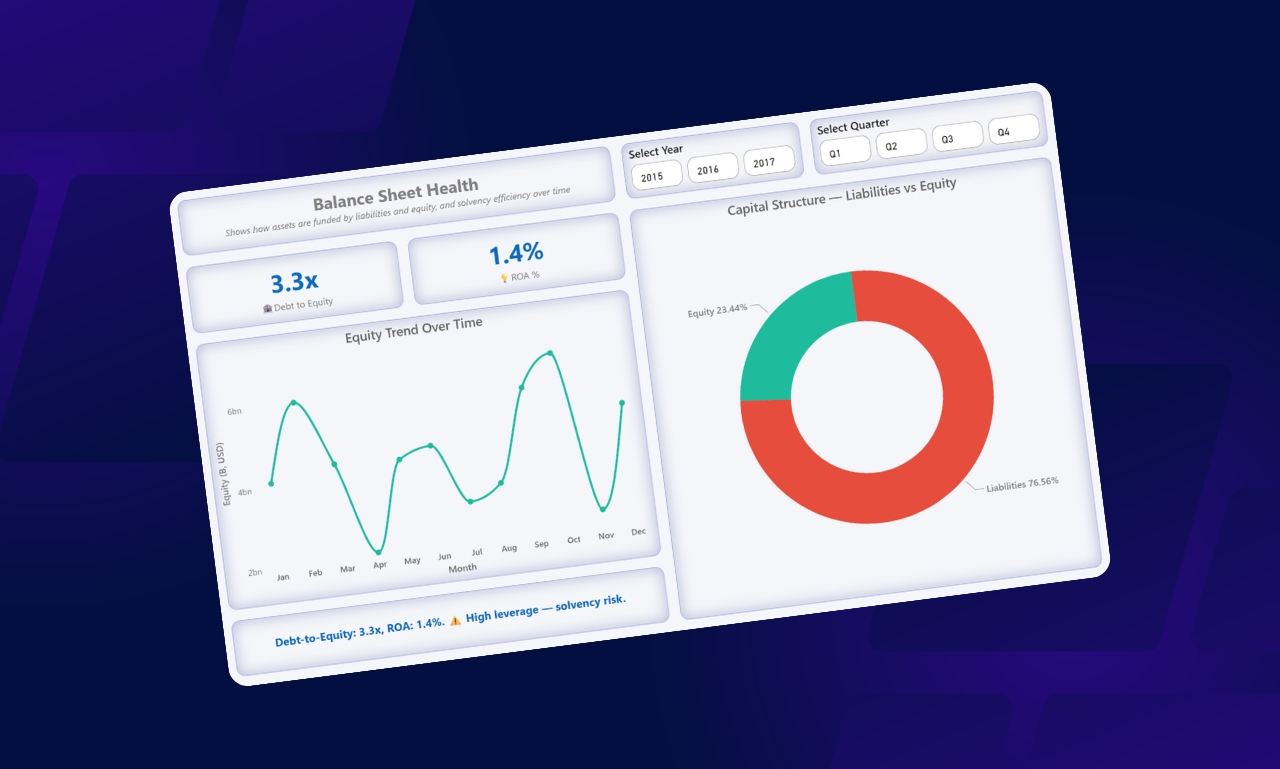 Balance Sheet Health
Shows how assets are funded by liabilities and equity, and solvency efficiency over time
Select Year
2015 2016 2017
Select Quarter
Q1 Q2 Q3 Q4
3.3x
Debt to Equity
1.4%
ROA %
Equity Trend Over Time
Equity (B, USD)
6bn
4bn
2bn
Jan Feb Mar Apr May Jun Jul Aug Sep Oct Nov Dec
Month
Debt-to-Equity: 3.3x, ROA: 1.4%. ⚠️ High leverage — solvency risk.
Capital Structure — Liabilities vs Equity
Equity 23.44%
Liabilities 76.56%